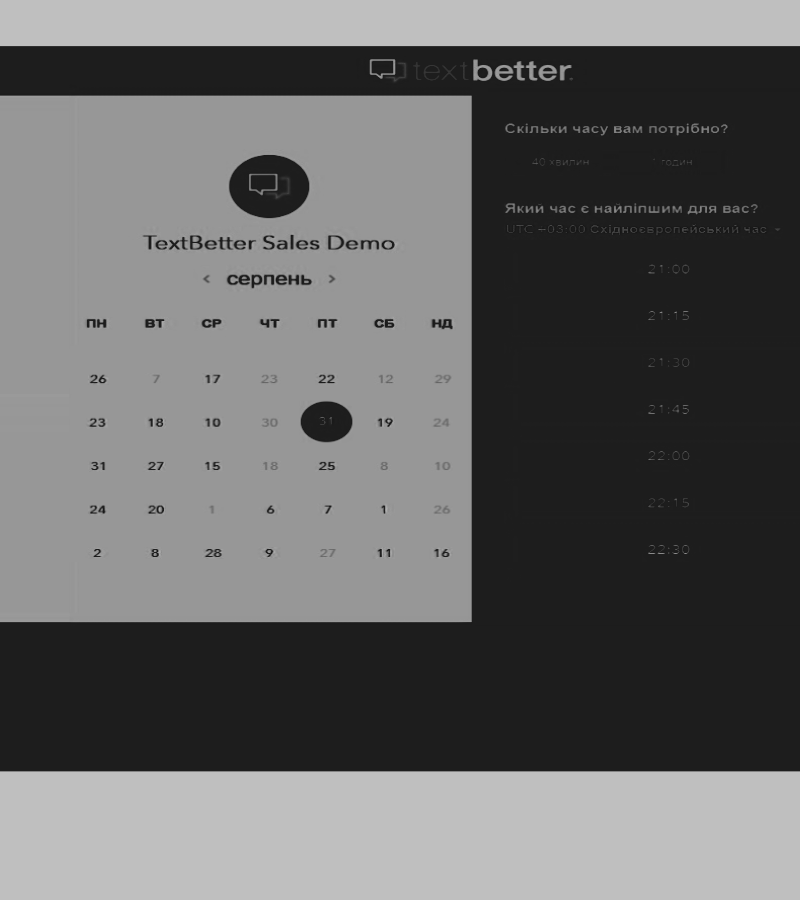 textbetter
TextBetter Sales Demo
< серпень >
ПН ВТ СР ЧТ ПТ СБ НД
26 7 17 23 22 12 29
23 18 10 30 31 19 24
31 27 15 18 25 8 10
24 20 1 6 7 1 26
2 8 28 9 27 11 16
Скільки часу вам потрібно?
40 хвилин 1 годин
Який час є найліпшим для вас?
UTC +03:00 Східноєвропейський час
21:00
21:15
21:30
21:45
22:00
22:15
22:30